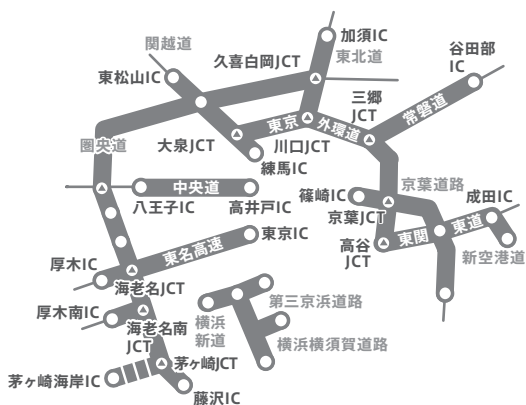 加須IC
関越道
久喜白岡JCT
東北道
谷田部
IC
東松山IC
三郷
JCT
常磐道
東京
外環道
圏央道
大泉JCT
川口JCT
練馬IC
中央道
篠崎IC
京葉道路
成田IC
八王子IC
高井戸IC
京葉JCT
東名高速
東京IC
高谷
JCT
東関
東道
新空港道
厚木IC
海老名JCT
第三京浜道路
厚木南IC
海老名南
JCT
横浜
新道
横浜横須賀道路
茅ヶ崎JCT
茅ヶ崎海岸IC
藤沢IC